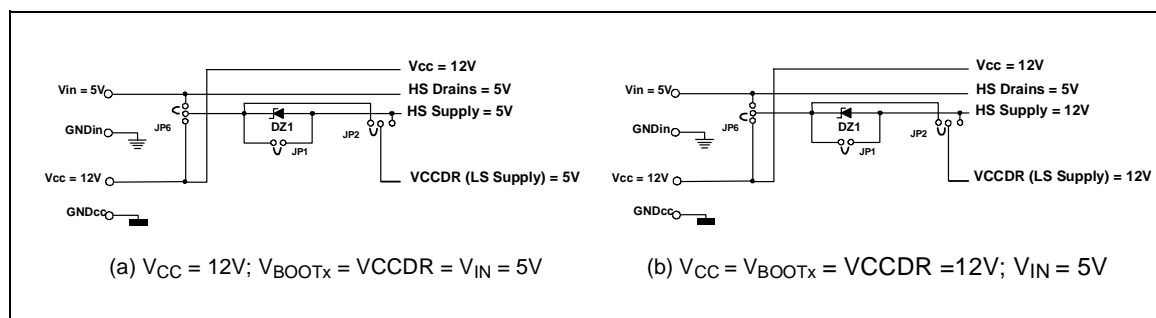 Vcc = 12V
Vin = 5V
HS Drains = 5V
HS Supply = 5V
GNDin
JP6
DZ1
JP2
JP1
Vcc = 12V
VCCDR (LS Supply) = 5V
GNDcc
(a) VCC = 12V; VBOOTx = VCCDR = VIN = 5V
Vcc = 12V
Vin = 5V
HS Drains = 5V
HS Supply = 12V
GNDin
JP6
DZ1
JP2
JP1
Vcc = 12V
VCCDR (LS Supply) = 12V
GNDcc
(b) VCC = VBOOTx = VCCDR =12V; VIN = 5V